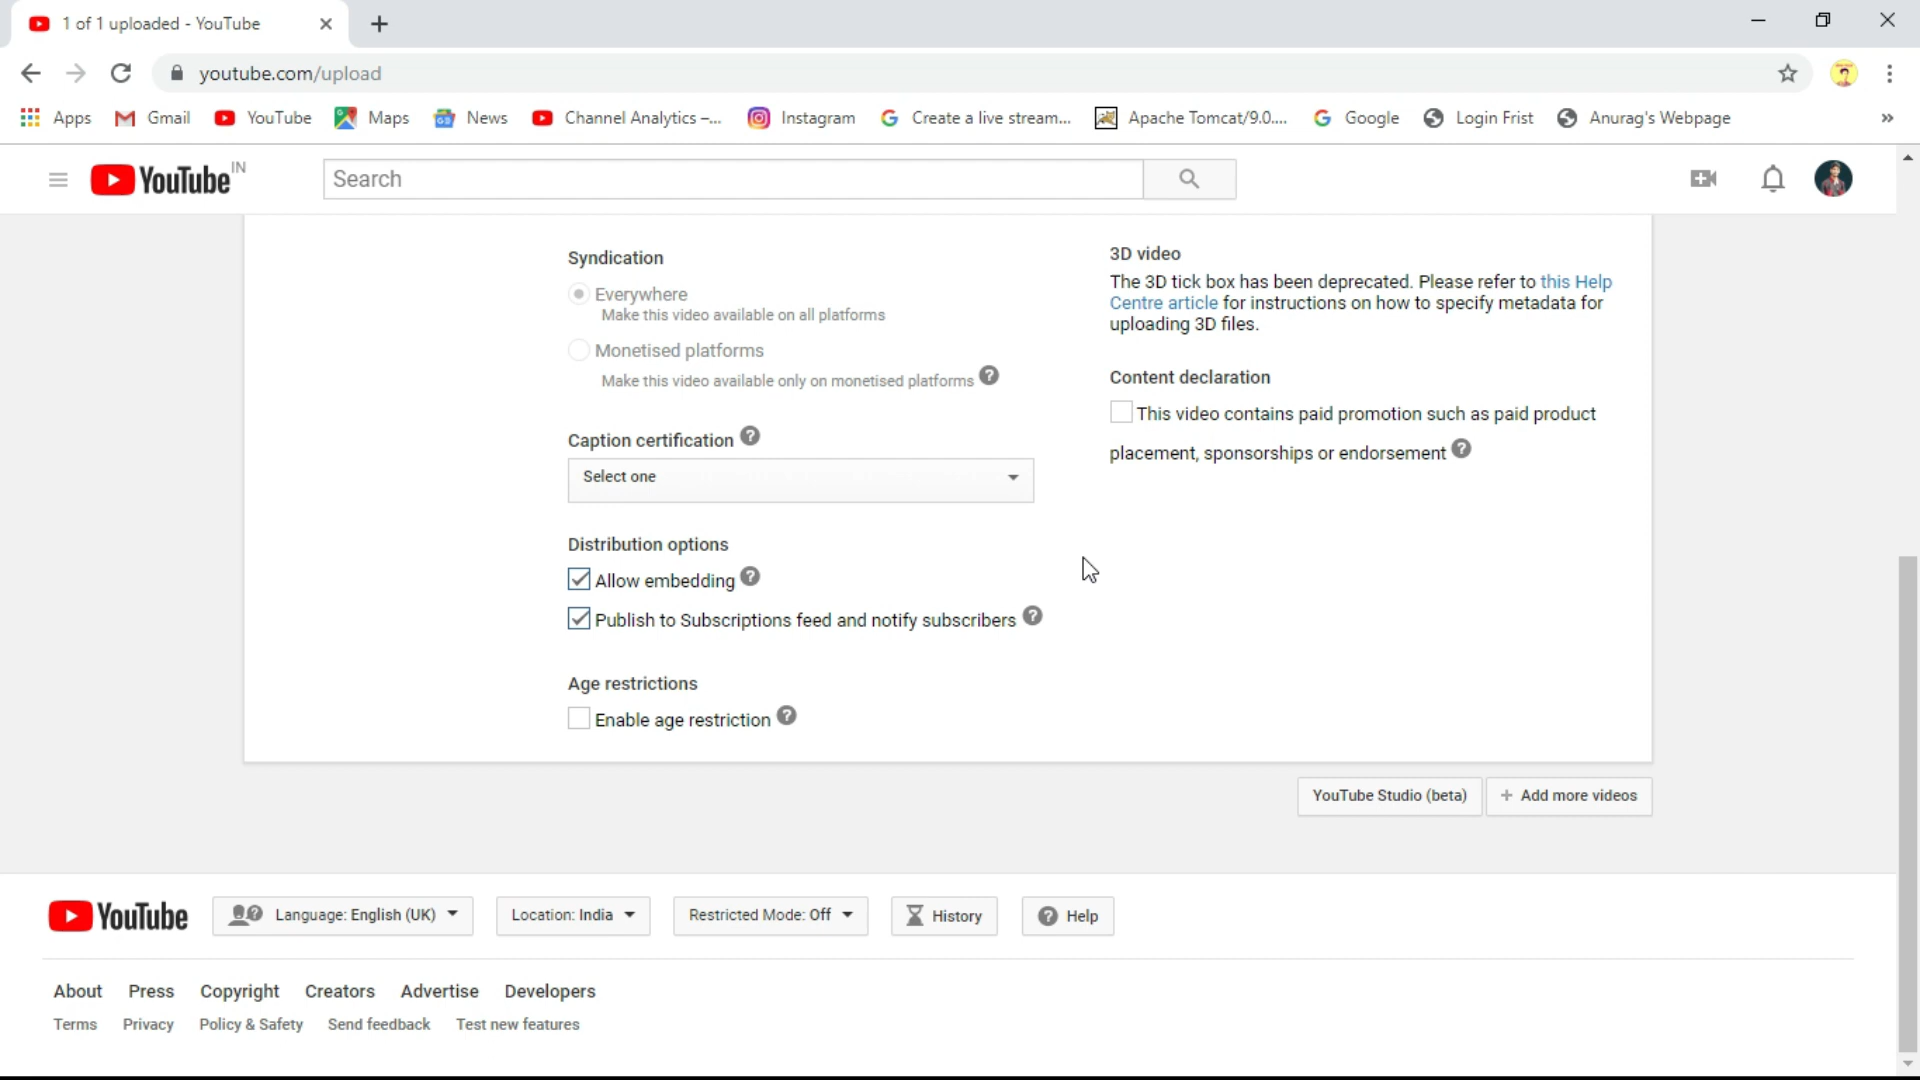 1 of 1 uploaded - YouTube
youtube.com/upload
Apps Gmail YouTube Maps News Channel Analytics –... Instagram Create a live stream... Apache Tomcat/9.0.... Google Login Frist Anurag's Webpage »
YouTube IN Search
Syndication
Everywhere
Make this video available on all platforms
Monetised platforms
Make this video available only on monetised platforms ?
Caption certification ?
Select one
Distribution options
Allow embedding ?
Publish to Subscriptions feed and notify subscribers ?
Age restrictions
Enable age restriction ?
3D video
The 3D tick box has been deprecated. Please refer to this Help
Centre article for instructions on how to specify metadata for
uploading 3D files.
Content declaration
This video contains paid promotion such as paid product
placement, sponsorships or endorsement ?
YouTube Studio (beta) + Add more videos
YouTube Language: English (UK) Location: India Restricted Mode: Off History Help
About Press Copyright Creators Advertise Developers
Terms Privacy Policy & Safety Send feedback Test new features